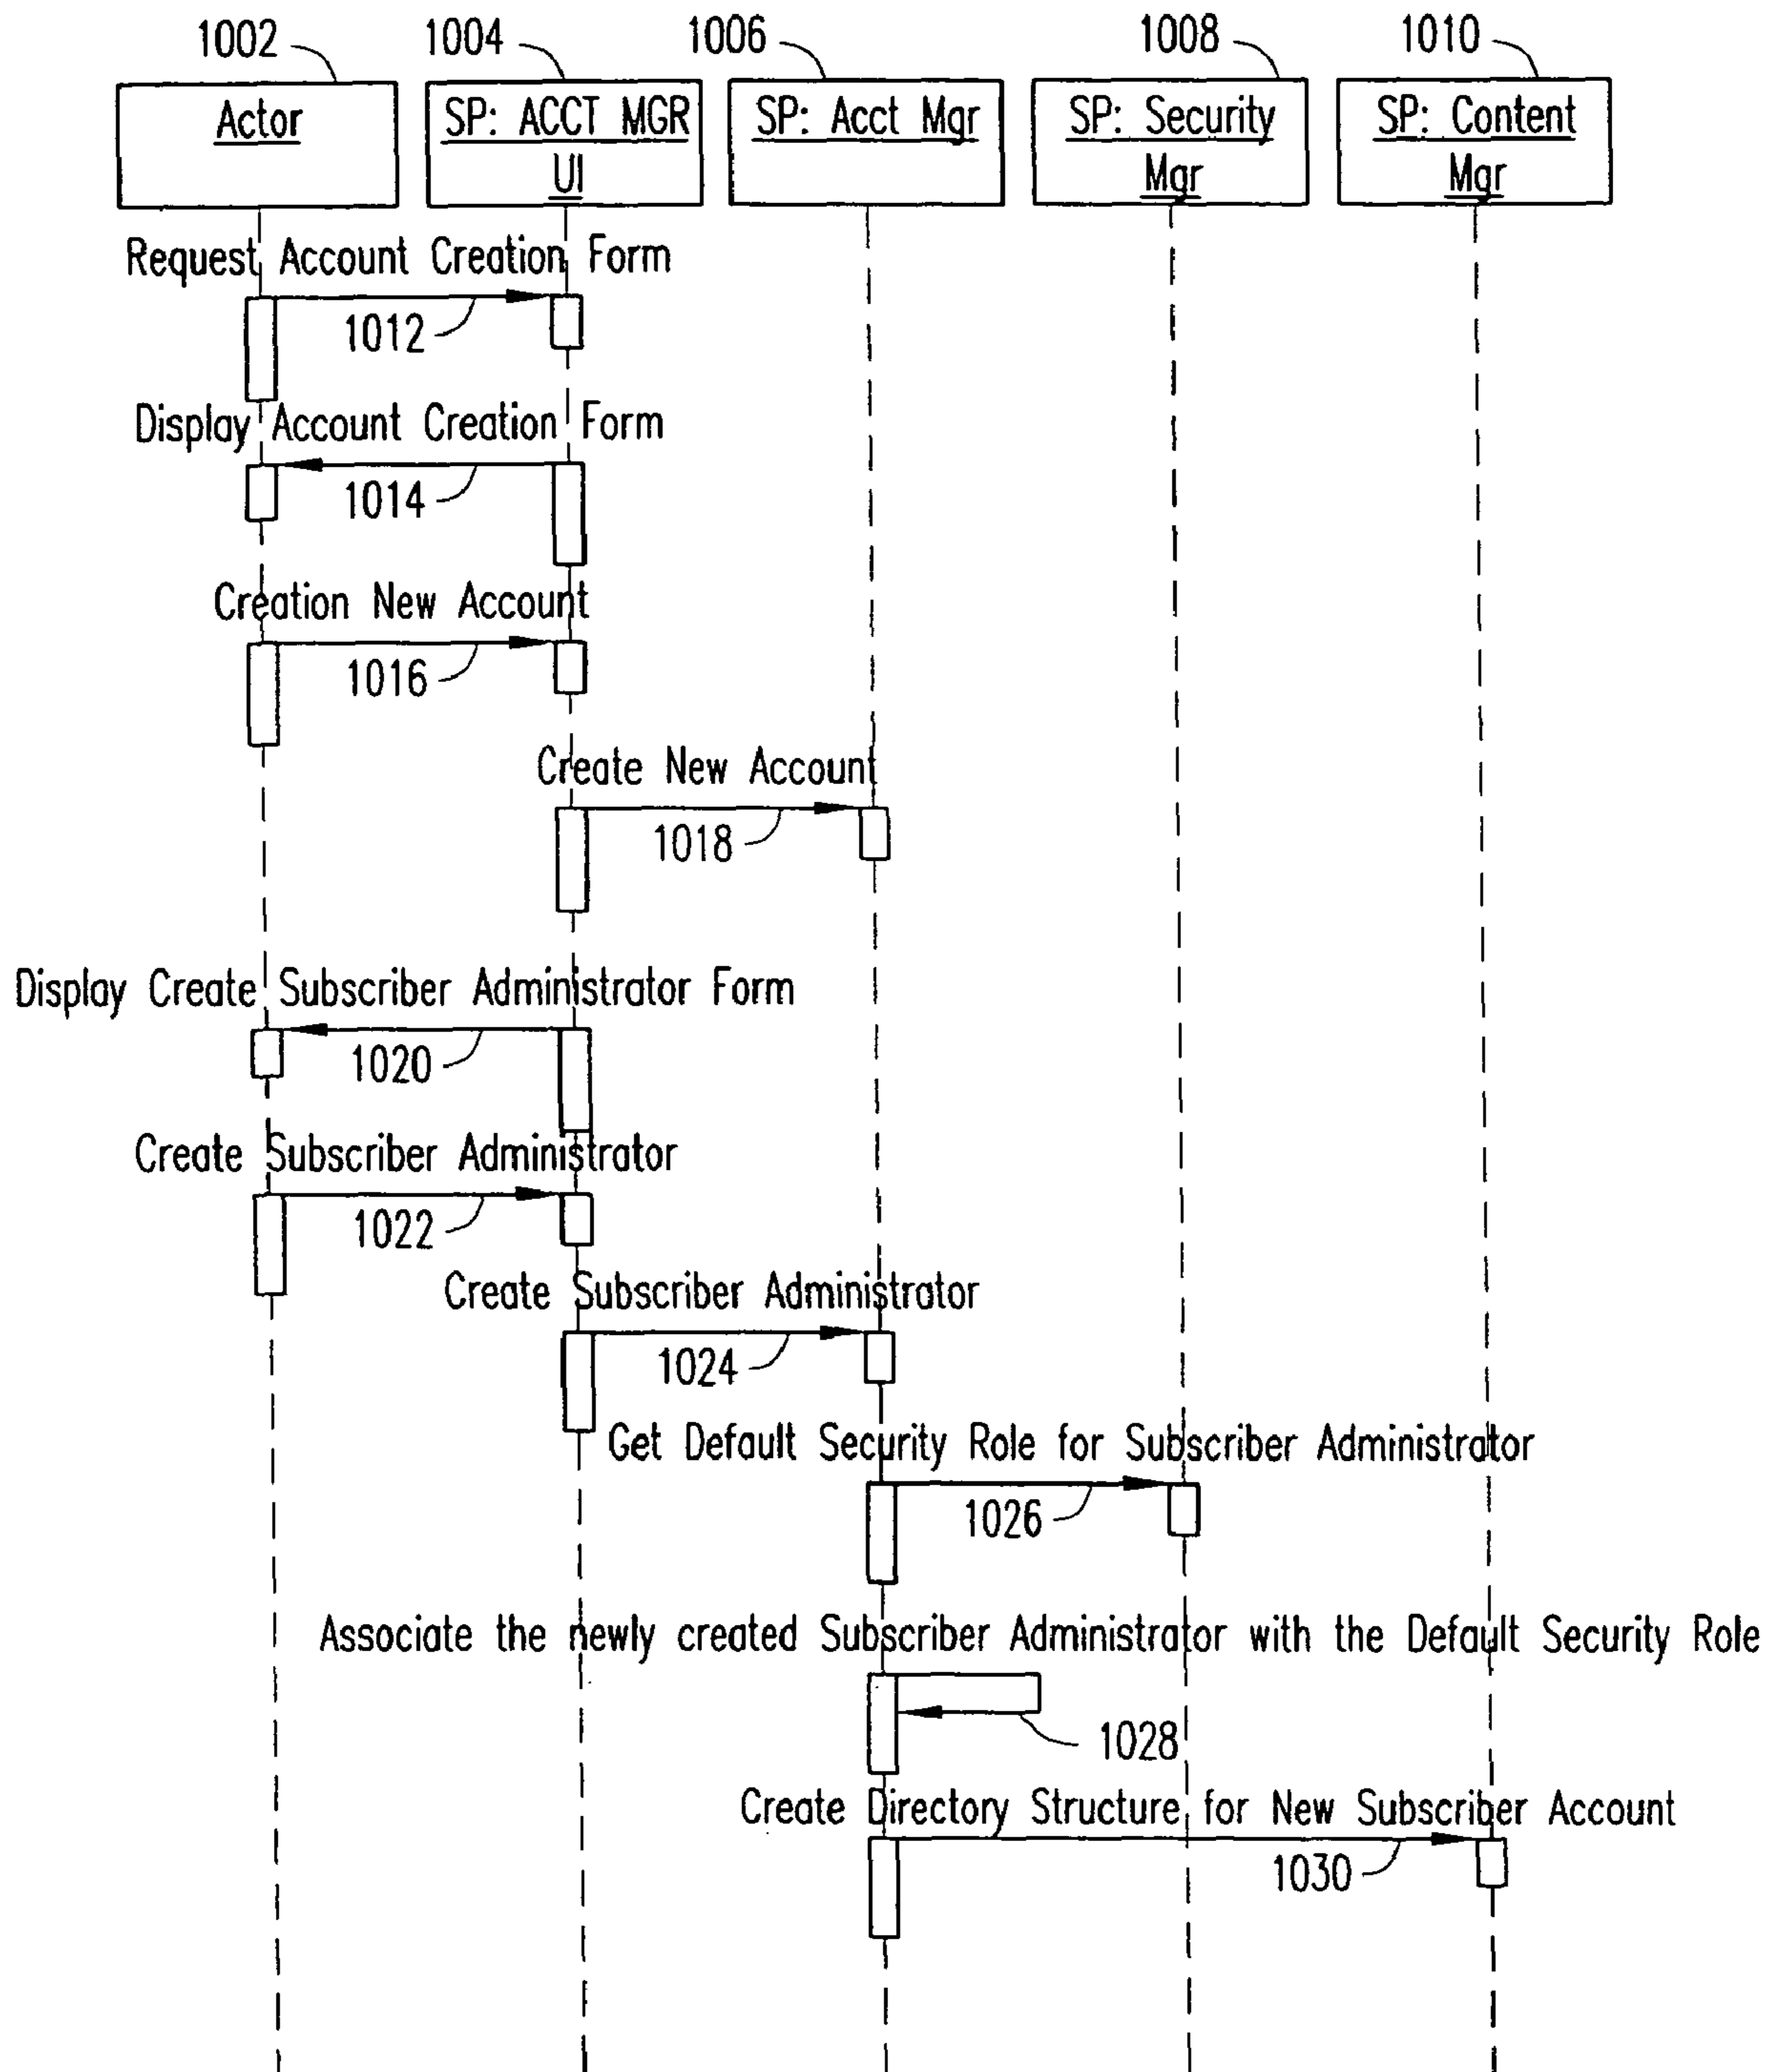 1002
1004
1006
1008
1010
Actor
SP: ACCT MGR
UI
SP: Acct Mgr
SP: Security
Mgr
SP: Content
Mgr
Request Account Creation Form
1012
Display Account Creation Form
1014
Creation New Account
1016
Create New Account
1018
Display Create Subscriber Administrator Form
1020
Create Subscriber Administrator
1022
Create Subscriber Administrator
1024
Get Default Security Role for Subscriber Administrator
1026
Associate the newly created Subscriber Administrator with the Default Security Role
1028
Create Directory Structure for New Subscriber Account
1030